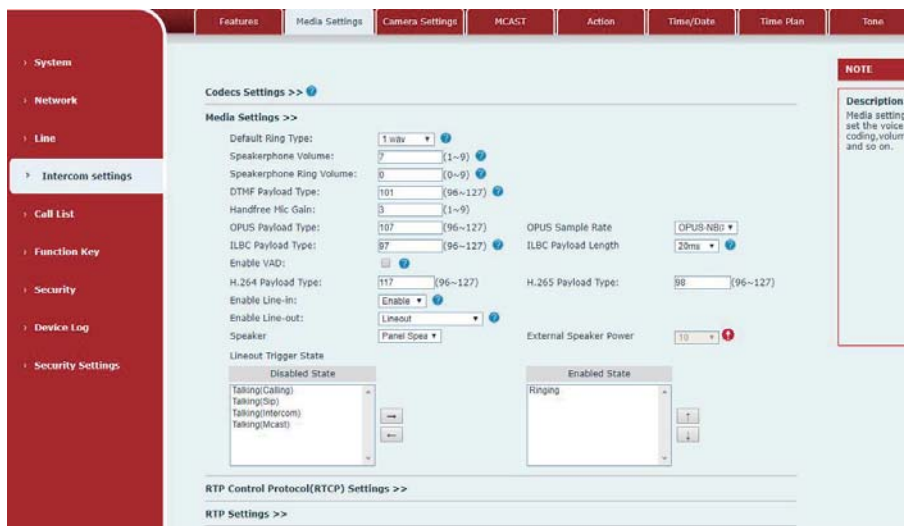 Features Media Settings Camera Settings MCAST Action Time/Date Time Plan Tone
System
Network
Line
Intercom settings
Call List
Function Key
Security
Device Log
Security Settings
Codecs Settings >>
Media Settings >>
Default Ring Type: 1 wav
Speakerphone Volume: 7 (1~9)
Speakerphone Ring Volume: 0 (0~9)
DTMF Payload Type: 101 (96~127)
Handfree Mic Gain: 3 (1~9)
OPUS Payload Type: 107 (96~127) OPUS Sample Rate OPUS-NB(
ILBC Payload Type: 97 (96~127) ILBC Payload Length 20ms
Enable VAD:
H.264 Payload Type: 117 (96~127) H.265 Payload Type: 98 (96~127)
Enable Line-in: Enable
Enable Line-out: Lineout
Speaker Panel Spea External Speaker Power 10
Lineout Trigger State
Disabled State Enabled State
Talking(Calling) Ringing
Talking(Sip)
Talking(Intercom)
Talking(Mcast)
→
←
↑
↓
RTP Control Protocol(RTCP) Settings >>
RTP Settings >>
NOTE
Description
Media setting
set the voice
coding,volum
and so on.